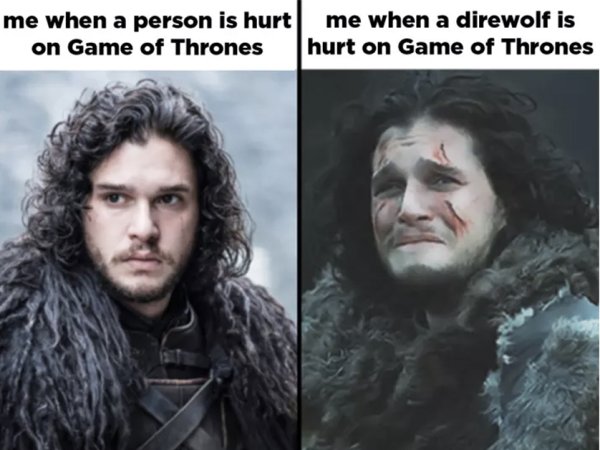 me when a person is hurt
on Game of Thrones
me when a direwolf is
hurt on Game of Thrones